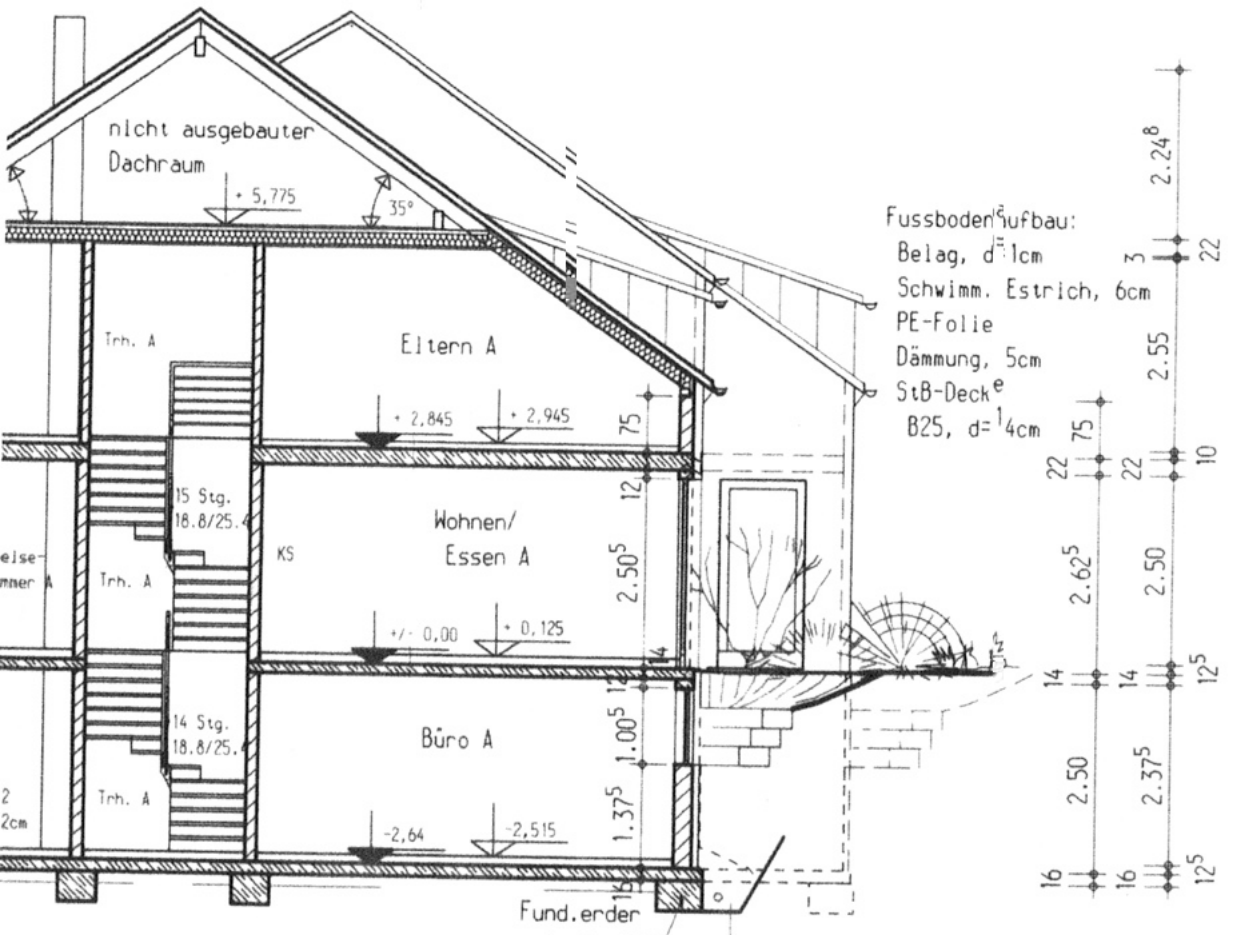 nicht ausgebauter
Dachraum
+ 5,775
35°
Fussbodenaufbau:
Belag, d=1cm
Schwimm. Estrich, 6cm
PE-Folie
Dämmung, 5cm
StB-Decke
B25, d=14cm
Trh. A
Eltern A
+ 2,845
+ 2,945
75
12
15 Stg.
18.8/25.4
Wohnen/
Essen A
KS
Trh. A
2.50⁵
+/- 0,00
+ 0,125
14
12
14 Stg.
18.8/25.4
Büro A
1.00⁵
Trh. A
2
2cm
-2,64
-2,515
1.37⁵
16
Fund.erder
75
22
2.62⁵
14
2.50
16
2.24⁸
3
22
2.55
22
10
2.50
14
12⁵
2.37⁵
16
12⁵